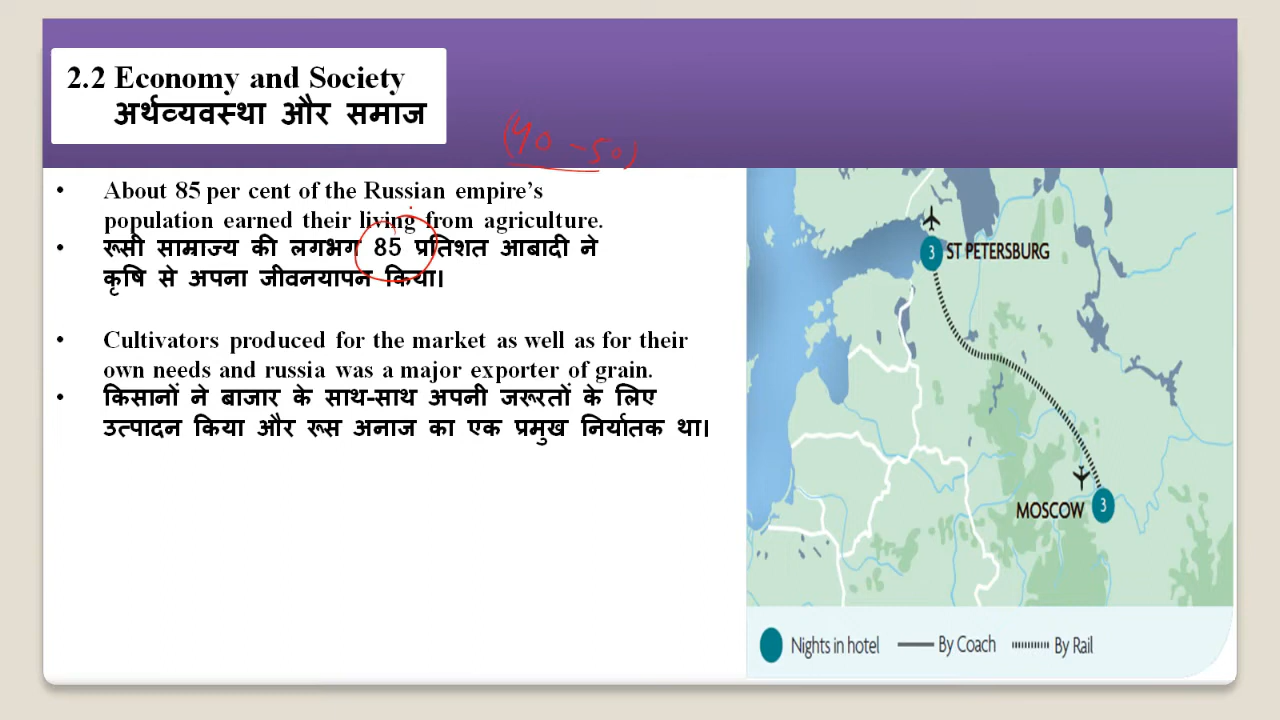 2.2 Economy and Society
अर्थव्यवस्था और समाज
(40 - 50)
• About 85 per cent of the Russian empire's
population earned their living from agriculture.
• रूसी साम्राज्य की लगभग 85 प्रतिशत आबादी ने
कृषि से अपना जीवनयापन किया।
• Cultivators produced for the market as well as for their
own needs and russia was a major exporter of grain.
• किसानों ने बाजार के साथ-साथ अपनी जरूरतों के लिए
उत्पादन किया और रूस अनाज का एक प्रमुख निर्यातक था।
3 ST PETERSBURG
MOSCOW 3
Nights in hotel By Coach By Rail